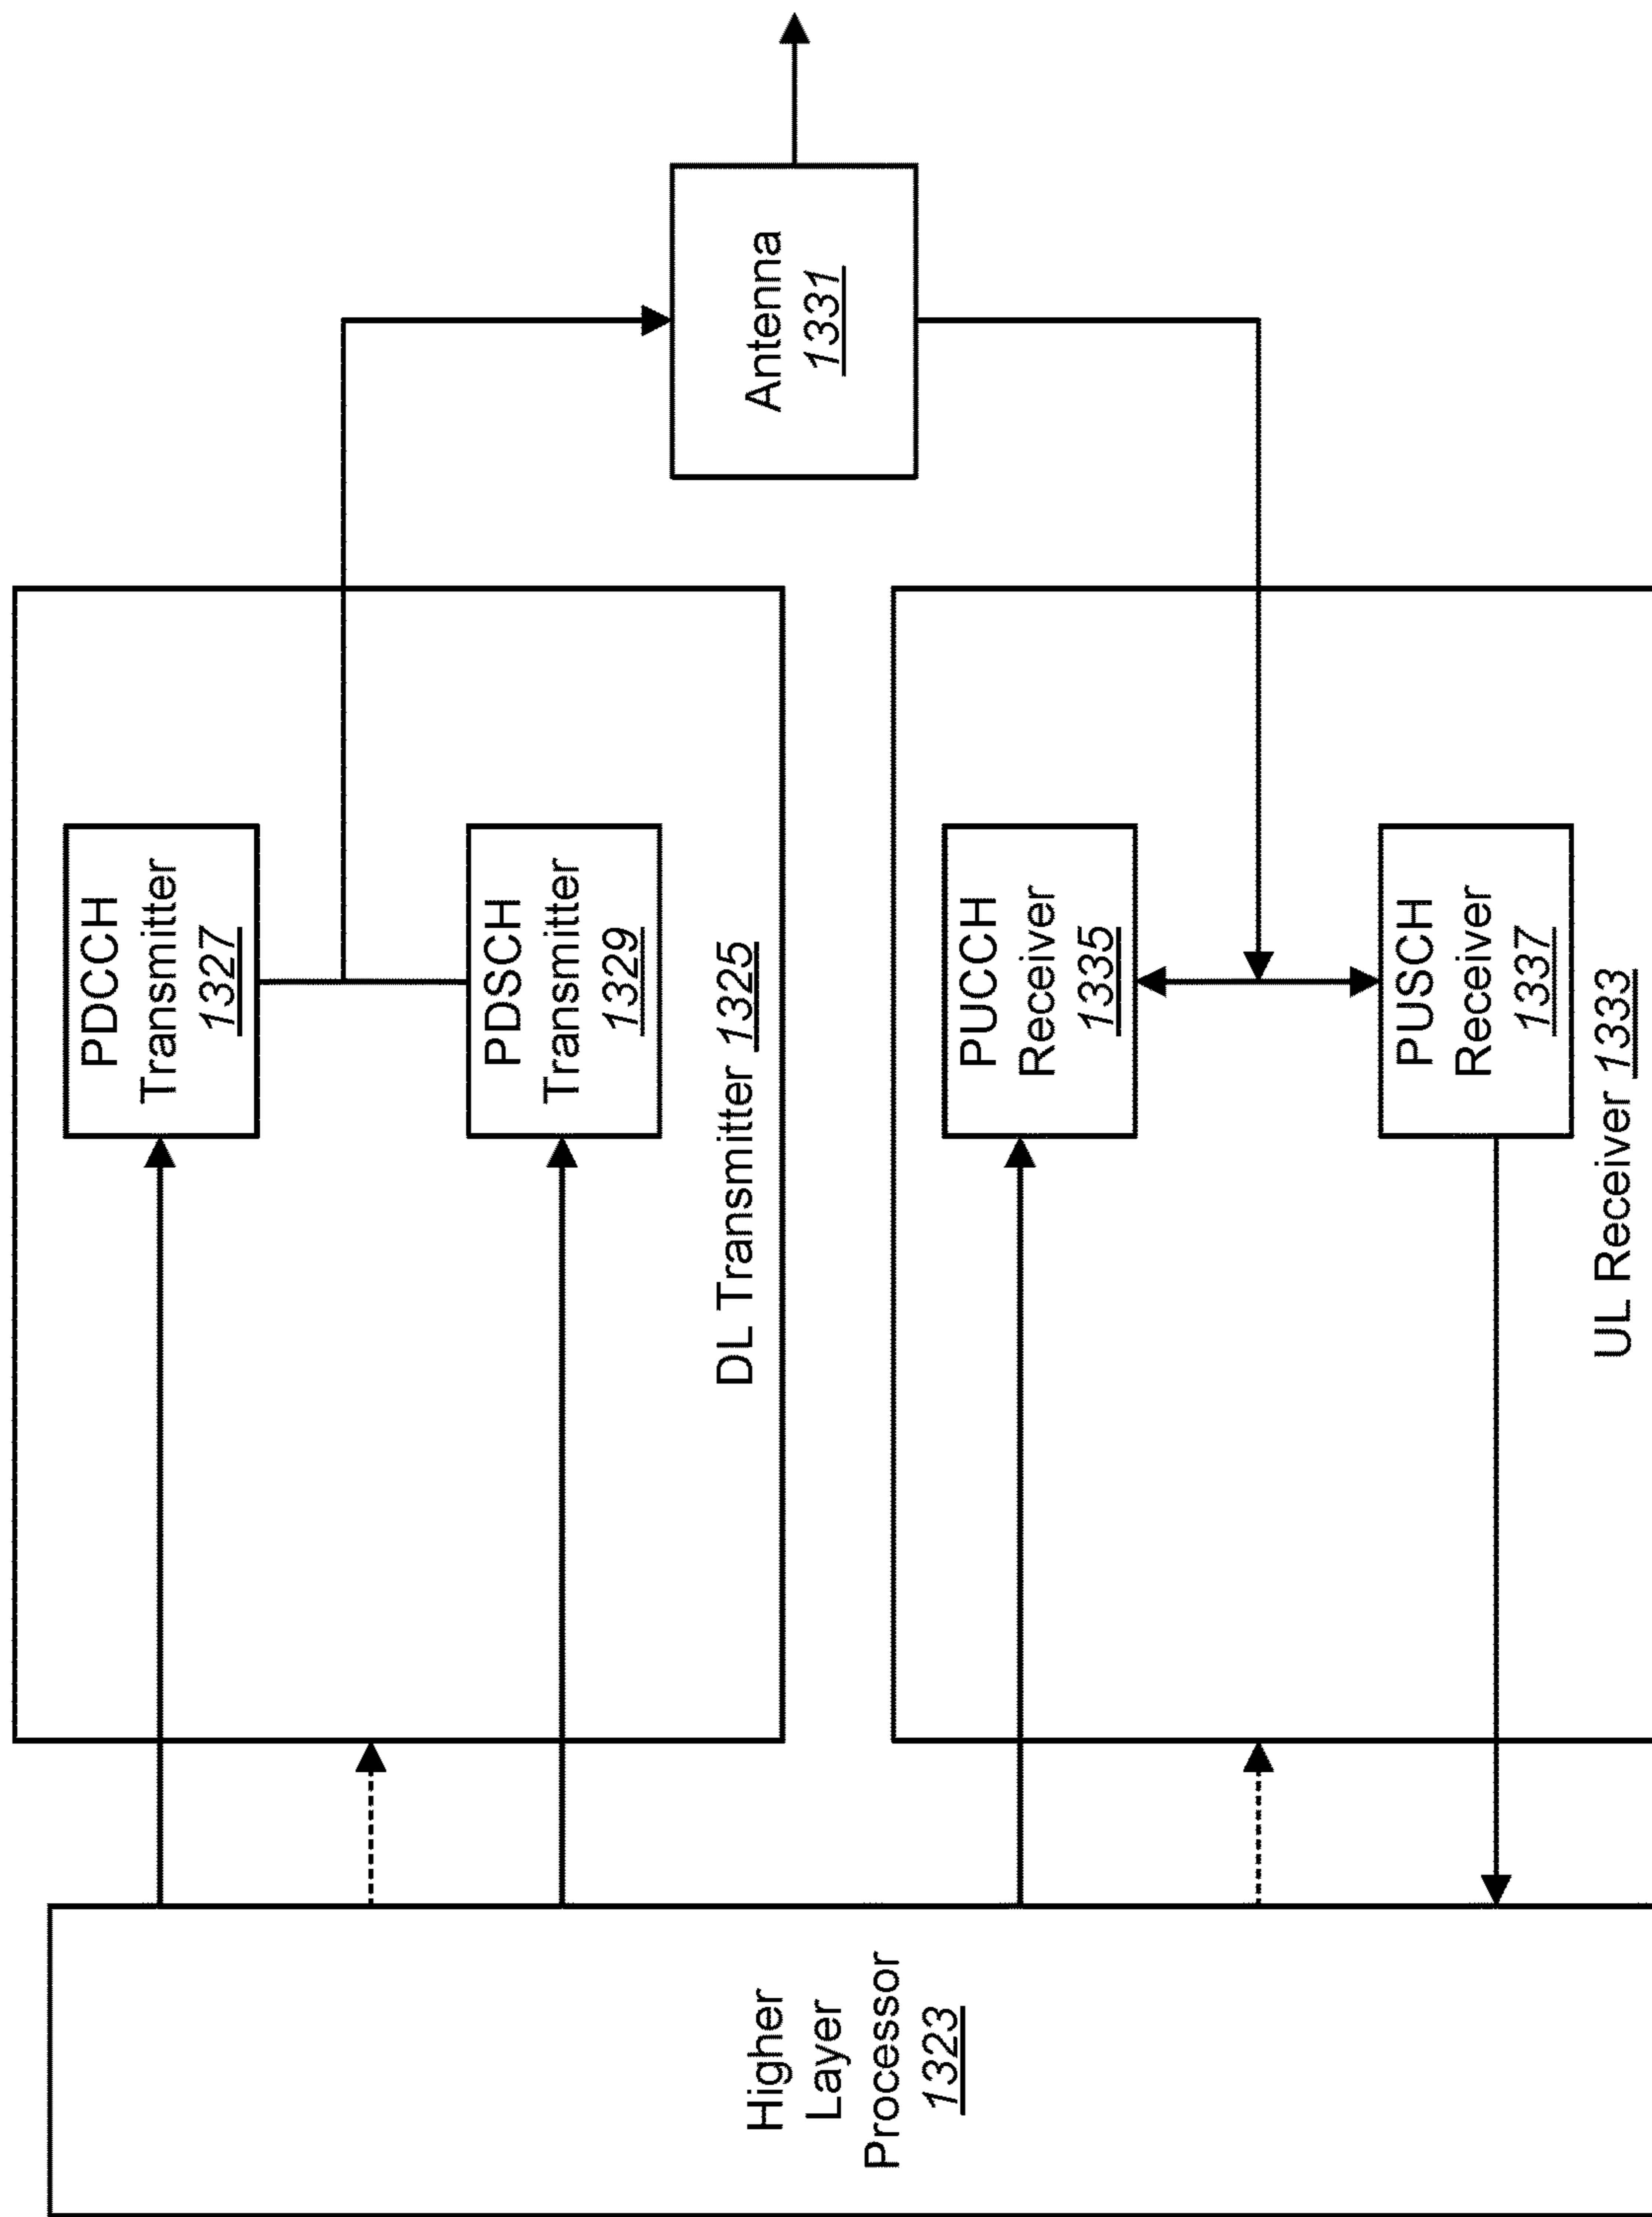 Higher
Layer
Processor
1323
PDCCH
Transmitter
1327
PDSCH
Transmitter
1329
DL Transmitter 1325
PUCCH
Receiver
1335
PUSCH
Receiver
1337
UL Receiver 1333
Antenna
1331